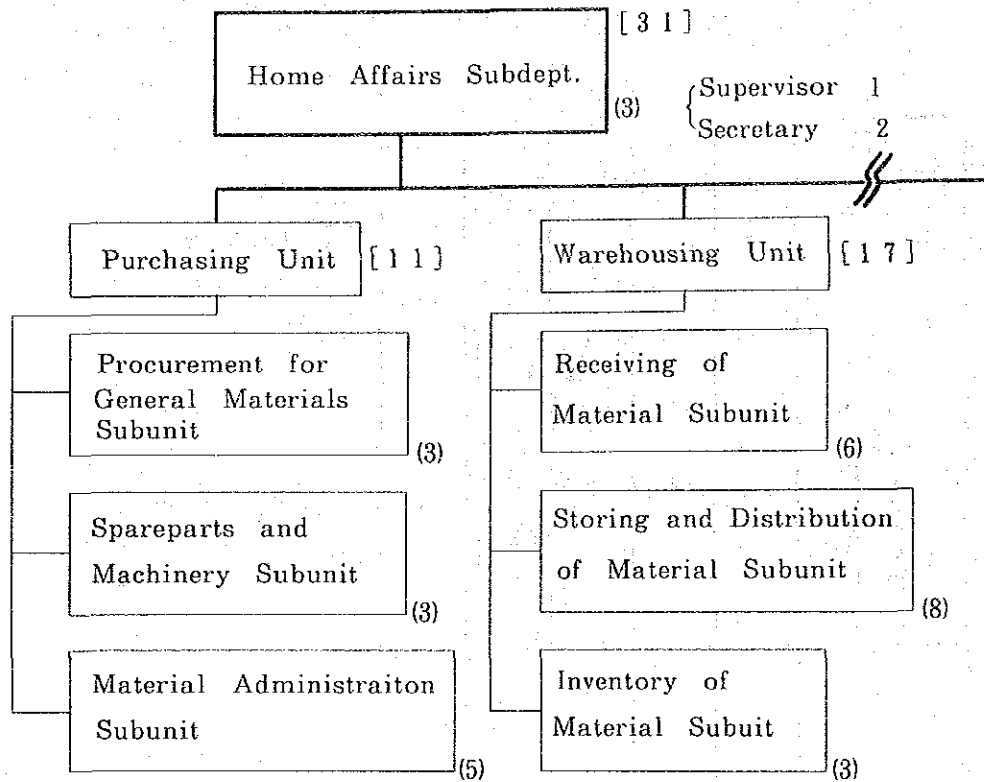 [31]
Home Affairs Subdept.
(3)
Supervisor 1
Secretary 2
Purchasing Unit [11]
Procurement for
General Materials
Subunit
(3)
Spareparts and
Machinery Subunit
(3)
Material Administraiton
Subunit
(5)
Warehousing Unit [17]
Receiving of
Material Subunit
(6)
Storing and Distribution
of Material Subunit
(8)
Inventory of
Material Subuit
(3)